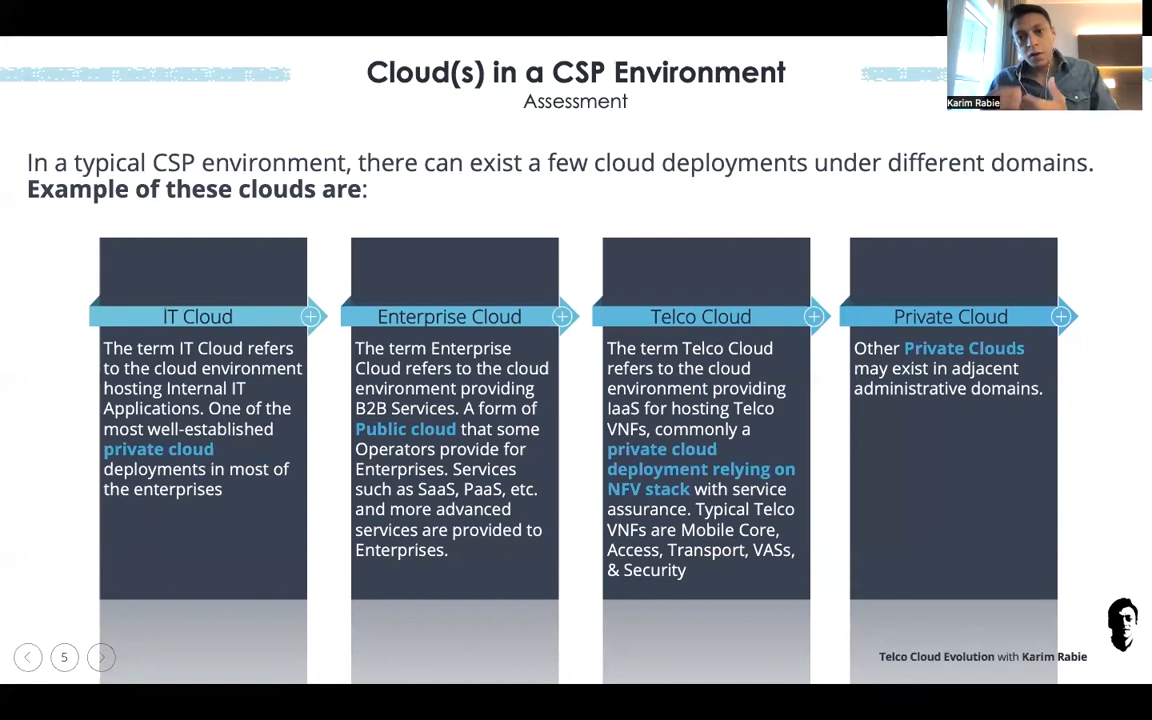 Cloud(s) in a CSP Environment
Assessment
Karim Rabie
In a typical CSP environment, there can exist a few cloud deployments under different domains.
Example of these clouds are:
IT Cloud
The term IT Cloud refers
to the cloud environment
hosting Internal IT
Applications. One of the
most well-established
private cloud
deployments in most of
the enterprises
Enterprise Cloud
The term Enterprise
Cloud refers to the cloud
environment providing
B2B Services. A form of
Public cloud that some
Operators provide for
Enterprises. Services
such as SaaS, PaaS, etc.
and more advanced
services are provided to
Enterprises.
Telco Cloud
The term Telco Cloud
refers to the cloud
environment providing
IaaS for hosting Telco
VNFs, commonly a
private cloud
deployment relying on
NFV stack with service
assurance. Typical Telco
VNFs are Mobile Core,
Access, Transport, VASs,
& Security
Private Cloud
Other Private Clouds
may exist in adjacent
administrative domains.
5
Telco Cloud Evolution with Karim Rabie